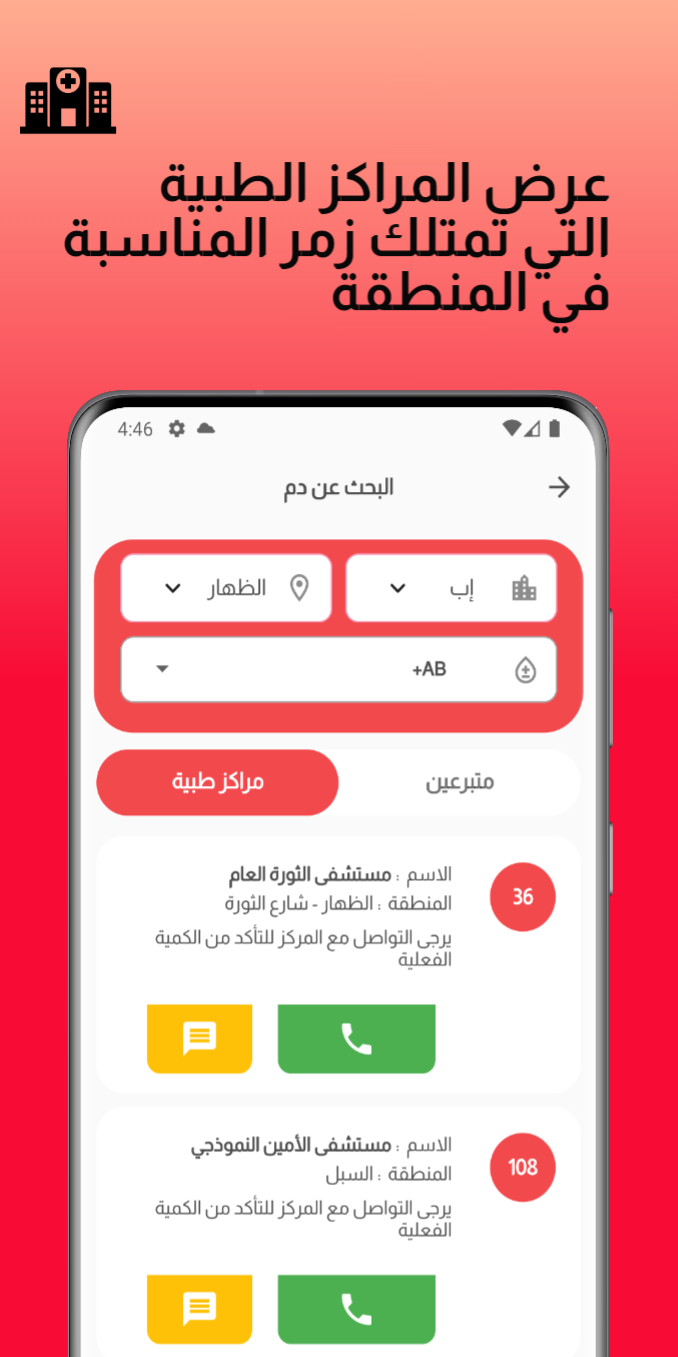 عرض المراكز الطبية
التي تمتلك زمر المناسبة
في المنطقة
4:46
البحث عن دم
إب
الظهار
+AB
متبرعين
مراكز طبية
36
الاسم : مستشفى الثورة العام
المنطقة : الظهار - شارع الثورة
يرجى التواصل مع المركز للتأكد من الكمية
الفعلية
108
الاسم : مستشفى الأمين النموذجي
المنطقة : السبل
يرجى التواصل مع المركز للتأكد من الكمية
الفعلية